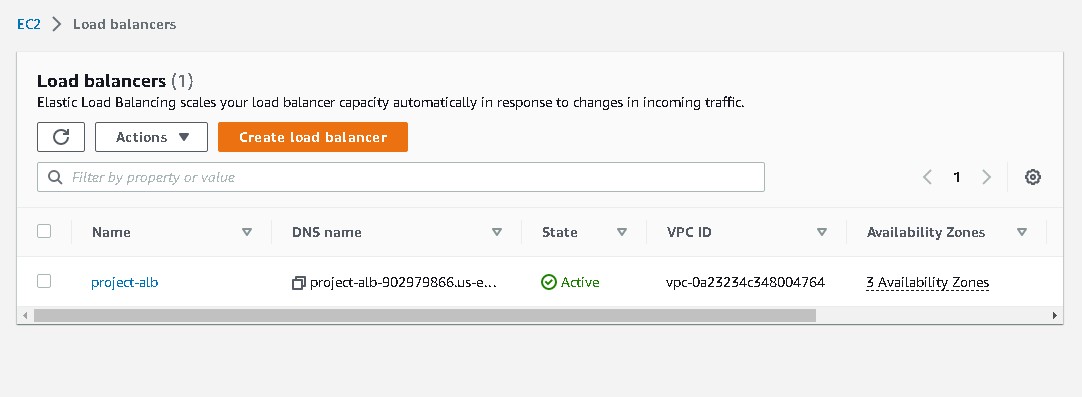 EC2 > Load balancers
Load balancers (1)
Elastic Load Balancing scales your load balancer capacity automatically in response to changes in incoming traffic.
Actions Create load balancer
Filter by property or value 1
Name DNS name State VPC ID Availability Zones
project-alb project-alb-902979866.us-e... Active vpc-0a23234c348004764 3 Availability Zones